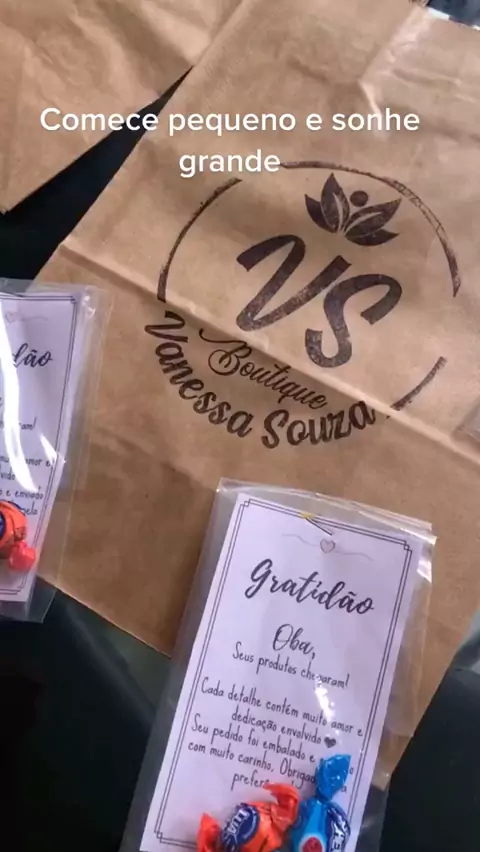 Comece pequeno e sonhe
grande
VS
Boutique
Vanessa Souza
dão
Gratidão
Oba,
Seus produtos chegaram!
Cada detalhe contém muito amor e
dedicação envolvido
Seu pedido foi embalado e
com muito carinho.